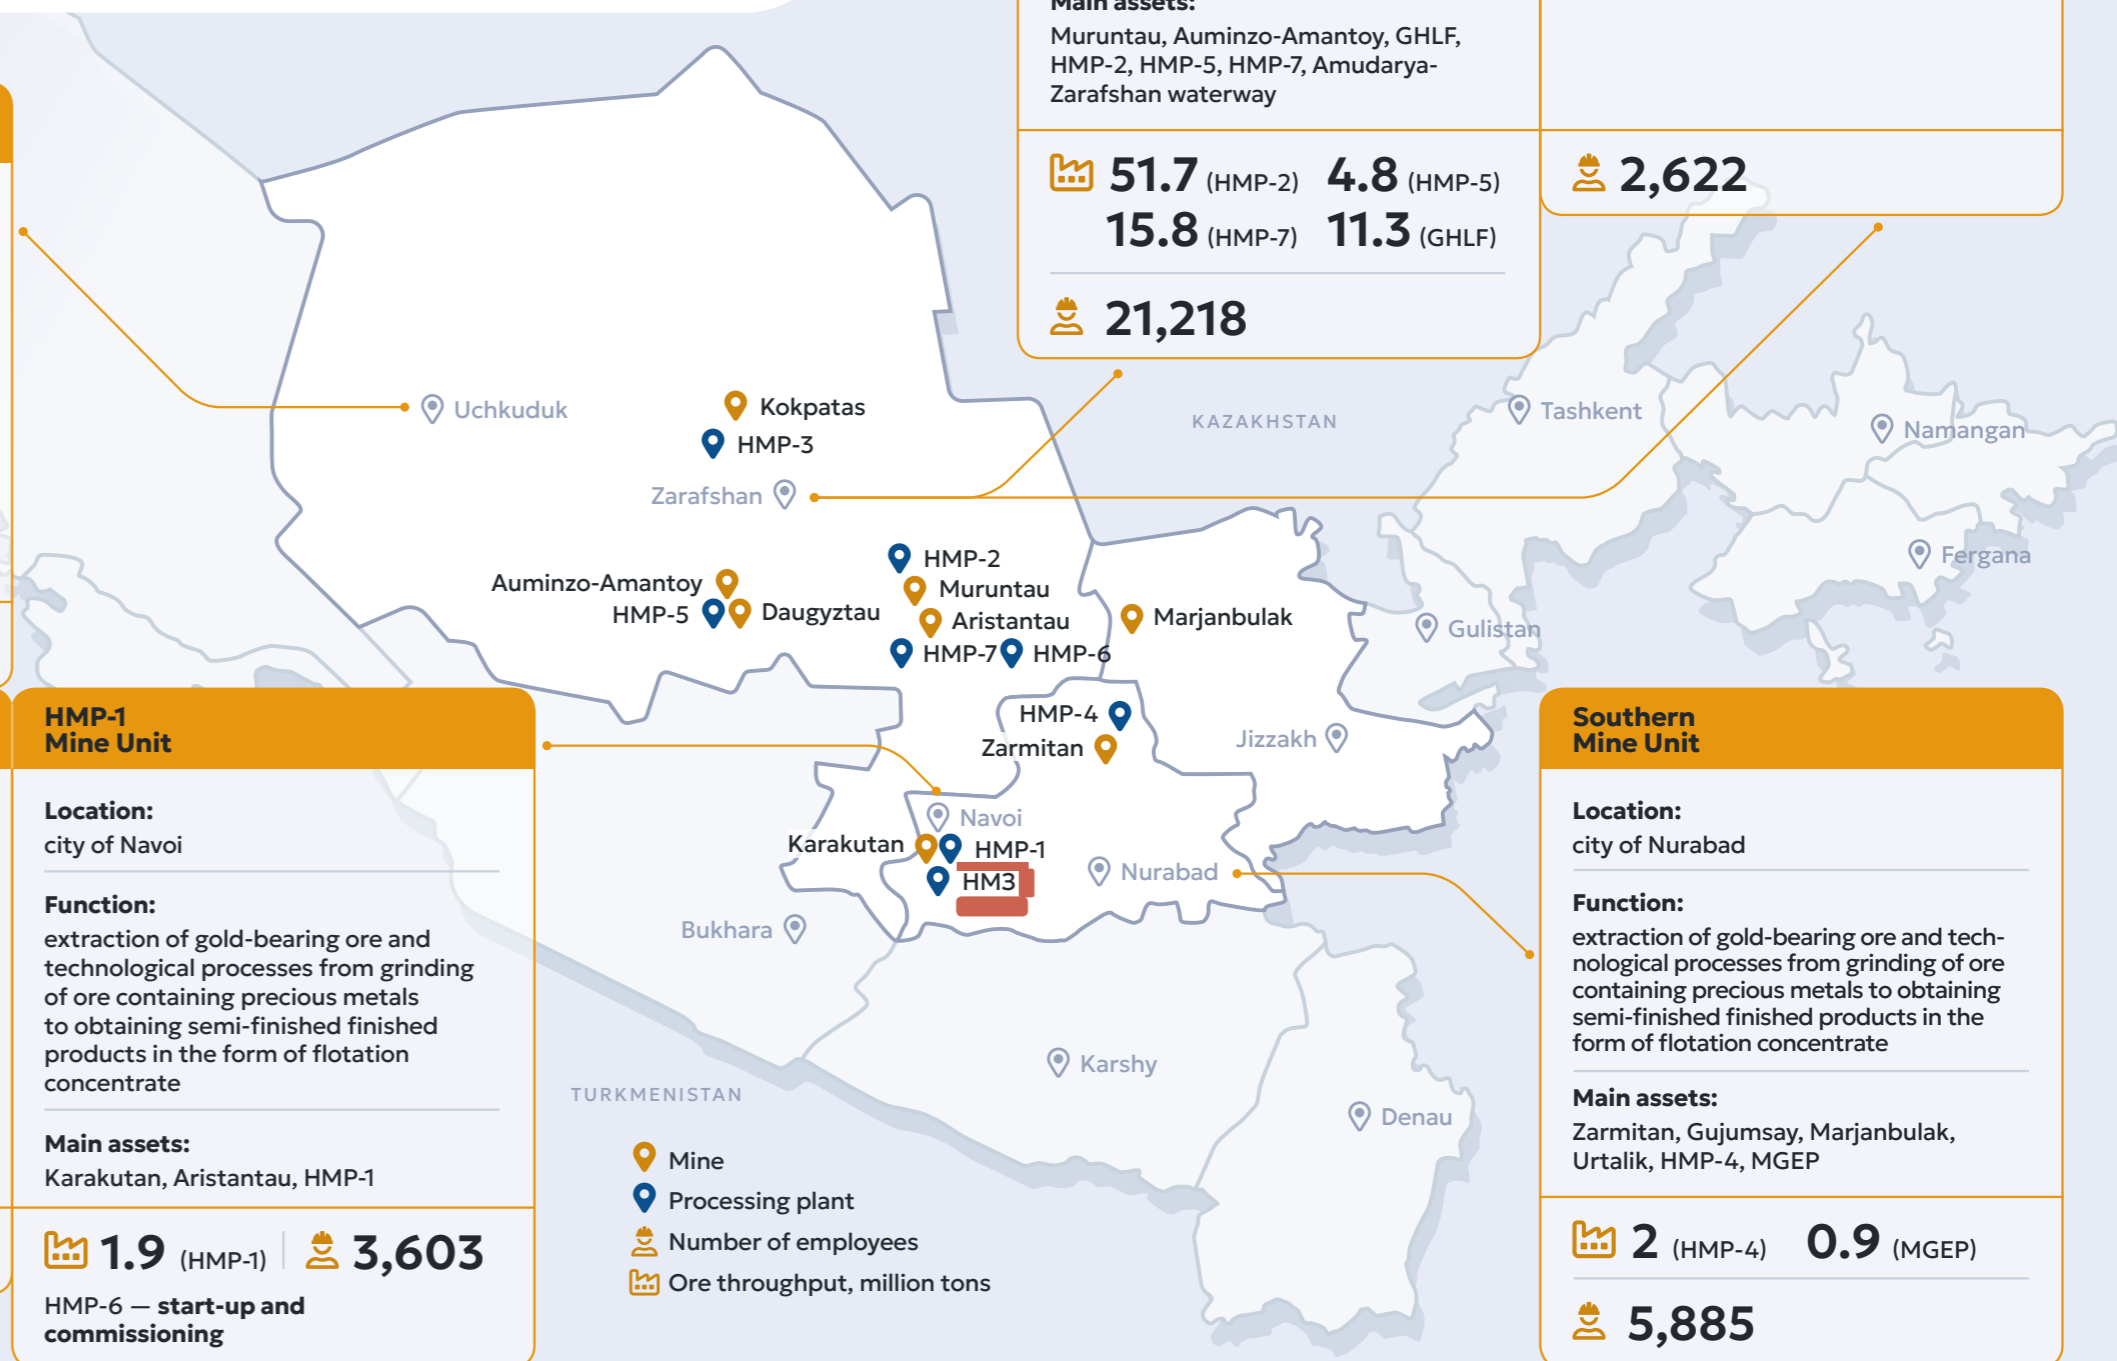 Main assets:
Muruntau, Auminzo-Amantoy, GHLF,
HMP-2, HMP-5, HMP-7, Amudarya-
Zarafshan waterway
51.7 (HMP-2) 4.8 (HMP-5)
15.8 (HMP-7) 11.3 (GHLF)
21,218
2,622
Uchkuduk
Kokpatas
HMP-3
Zarafshan
KAZAKHSTAN
Tashkent
Namangan
Fergana
HMP-2
Auminzo-Amantoy
Muruntau
HMP-5
Daugyztau
Aristantau
Marjanbulak
Gulistan
HMP-7
HMP-6
HMP-4
Zarmitan
Jizzakh
Navoi
Karakutan
HMP-1
HM3
Nurabad
Bukhara
Karshy
Denau
TURKMENISTAN
Mine
Processing plant
Number of employees
Ore throughput, million tons
HMP-1
Mine Unit
Location:
city of Navoi
Function:
extraction of gold-bearing ore and
technological processes from grinding
of ore containing precious metals
to obtaining semi-finished finished
products in the form of flotation
concentrate
Main assets:
Karakutan, Aristantau, HMP-1
1.9 (HMP-1) 3,603
HMP-6 — start-up and
commissioning
Southern
Mine Unit
Location:
city of Nurabad
Function:
extraction of gold-bearing ore and tech-
nological processes from grinding of ore
containing precious metals to obtaining
semi-finished finished products in the
form of flotation concentrate
Main assets:
Zarmitan, Gujumsay, Marjanbulak,
Urtalik, HMP-4, MGEP
2 (HMP-4) 0.9 (MGEP)
5,885